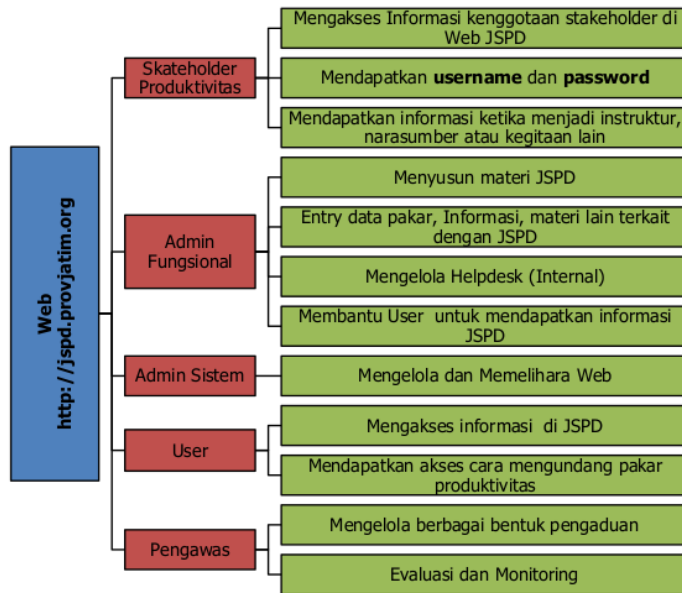 Web
http://jspd.provjatim.org
Skateholder
Produktivitas
Mengakses Informasi kenggotaan stakeholder di
Web JSPD
Mendapatkan username dan password
Mendapatkan informasi ketika menjadi instruktur,
narasumber atau kegitaan lain
Admin
Fungsional
Menyusun materi JSPD
Entry data pakar, Informasi, materi lain terkait
dengan JSPD
Mengelola Helpdesk (Internal)
Membantu User untuk mendapatkan informasi
JSPD
Admin Sistem
Mengelola dan Memelihara Web
User
Mengakses informasi di JSPD
Mendapatkan akses cara mengundang pakar
produktivitas
Pengawas
Mengelola berbagai bentuk pengaduan
Evaluasi dan Monitoring